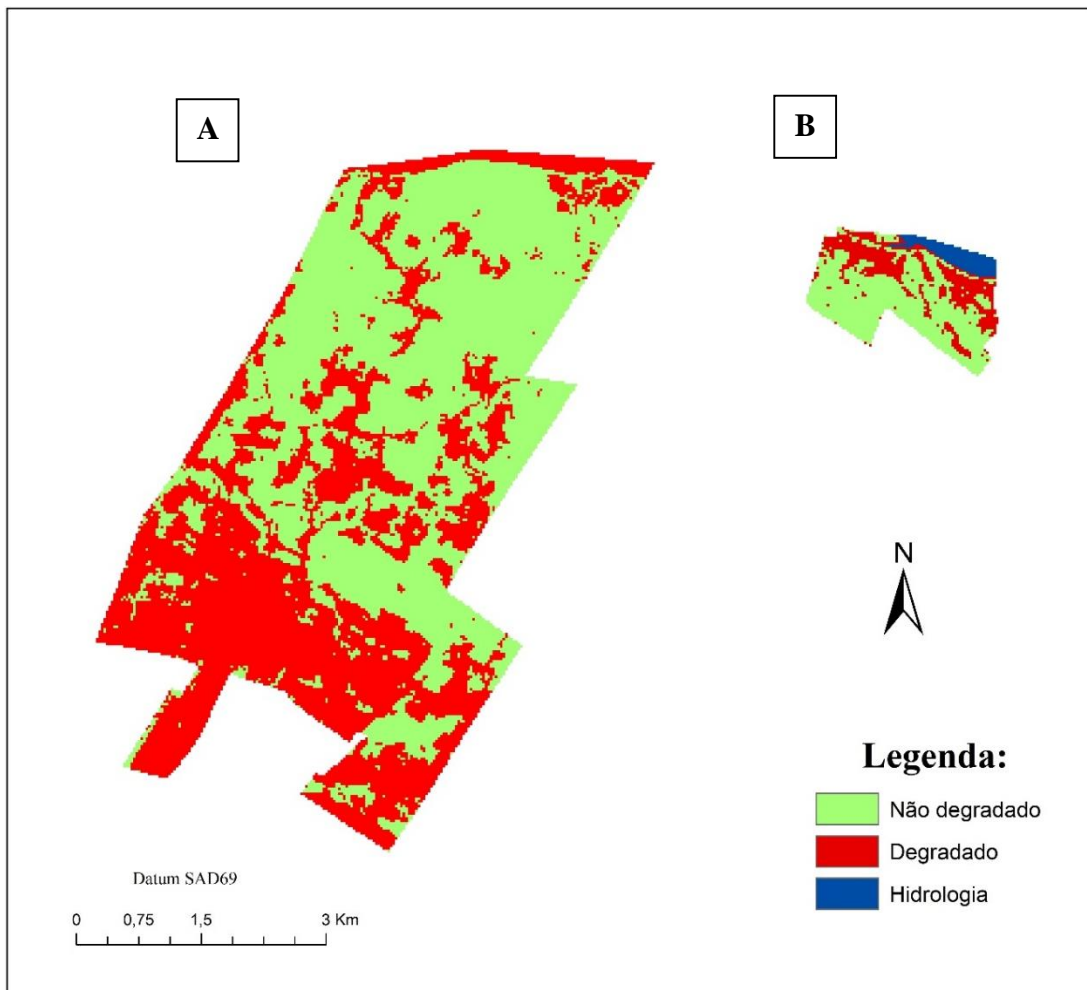 A
B
N
Legenda:
Não degradado
Degradado
Hidrologia
Datum SAD69
0 0,75 1,5 3 Km